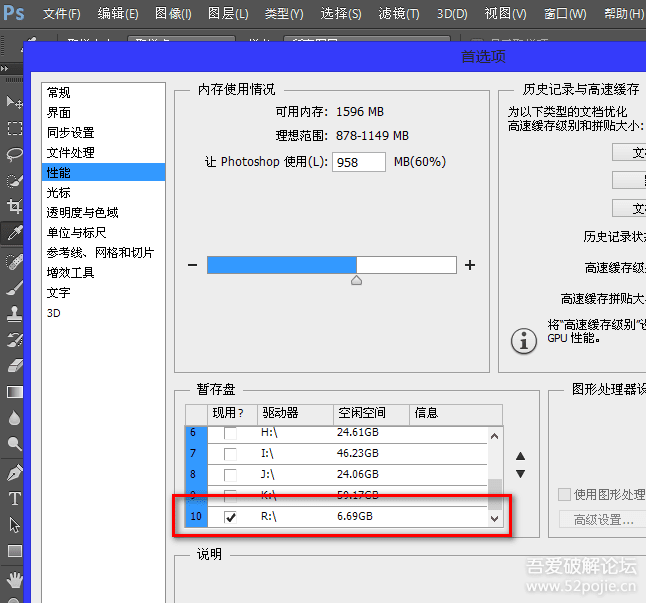 Ps 文件(F) 编辑(E) 图像(I) 图层(L) 类型(Y) 选择(S) 滤镜(T) 3D(D) 视图(V) 窗口(W) 帮助(H)
首选项
常规
界面
同步设置
文件处理
性能
光标
透明度与色域
单位与标尺
参考线、网格和切片
增效工具
文字
3D
内存使用情况
可用内存: 1596 MB
理想范围: 878-1149 MB
让 Photoshop 使用(L): 958 MB(60%)
− +
历史记录与高速缓存
为以下类型的文档优化
高速缓存级别和拼贴大小:
文
默
文
历史记录状
高速缓存级
高速缓存拼贴大
将“高速缓存级别”设
GPU 性能。
暂存盘
现用? 驱动器 空闲空间 信息
6 H:\ 24.61GB
7 I:\ 46.23GB
8 J:\ 24.06GB
9 K:\ 59.17GB
10 R:\ 6.69GB
图形处理器设
使用图形处理
高级设置...
说明
吾爱破解论坛
www.52pojie.cn